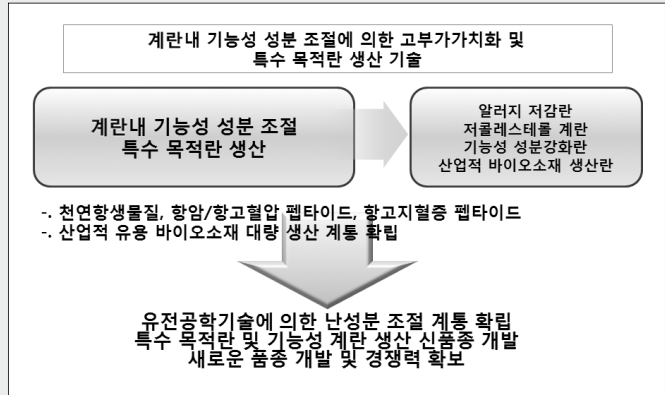 계란내 기능성 성분 조절에 의한 고부가가치화 및
특수 목적란 생산 기술
계란내 기능성 성분 조절
특수 목적란 생산
알러지 저감란
저콜레스테롤 계란
기능성 성분강화란
산업적 바이오소재 생산란
-. 천연항생물질, 항암/항고혈압 펩타이드, 항고지혈증 펩타이드
-. 산업적 유용 바이오소재 대량 생산 계통 확립
유전공학기술에 의한 난성분 조절 계통 확립
특수 목적란 및 기능성 계란 생산 신품종 개발
새로운 품종 개발 및 경쟁력 확보